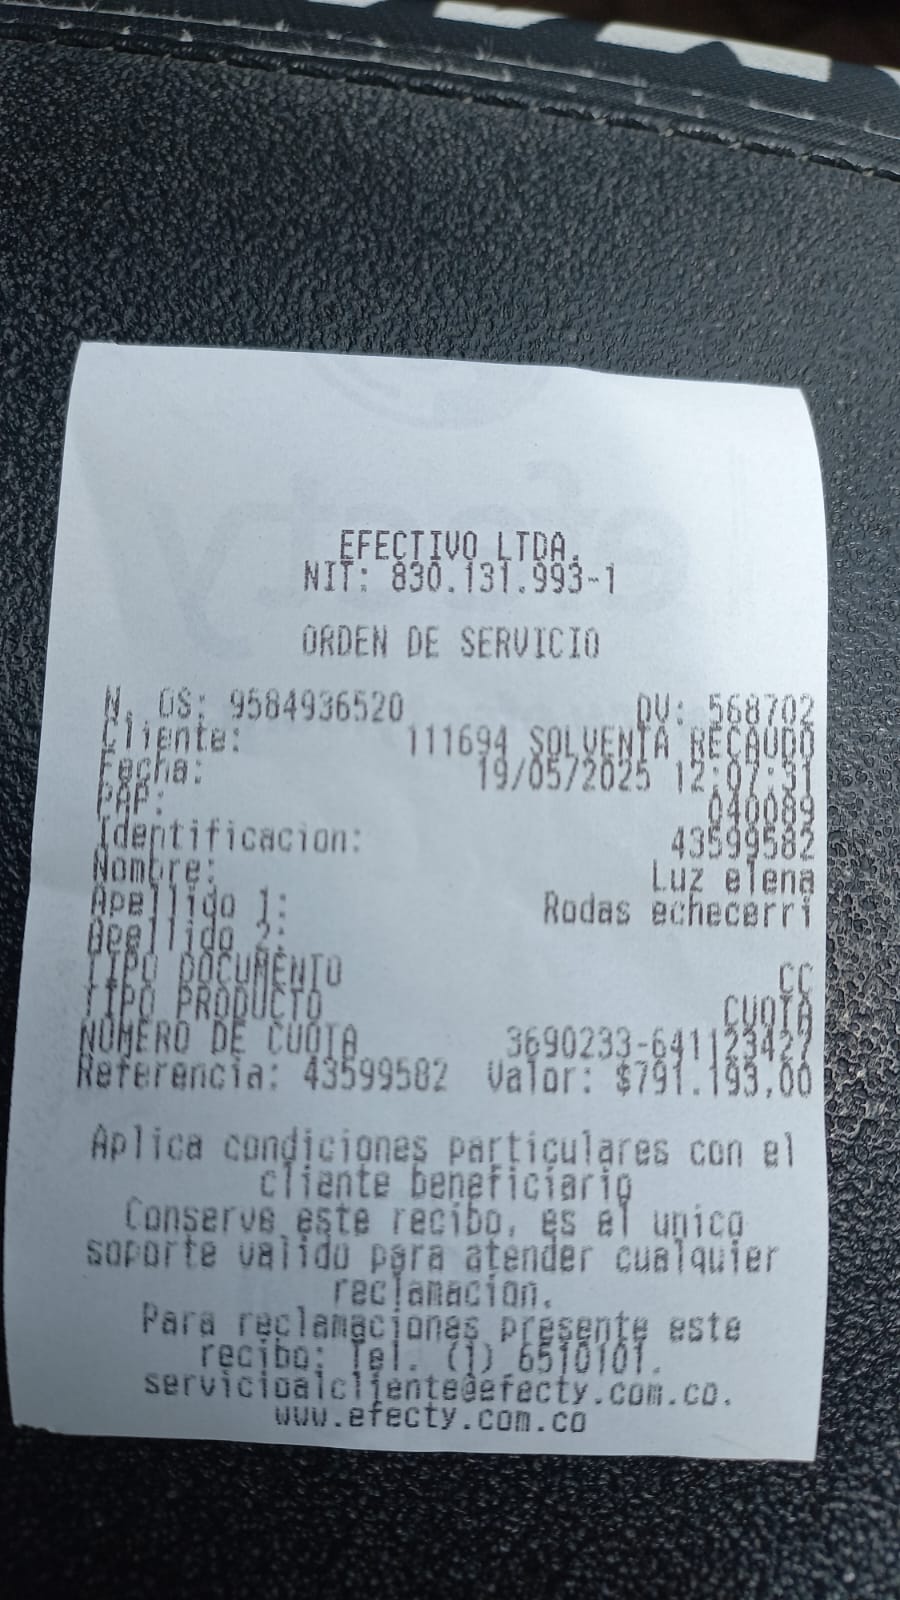 EFECTIVO LTDA.
NIT: 830.131.993-1
ORDEN DE SERVICIO
N. OS: 9584936520 DV: 568702
Cliente: 111694 SOLVENTA RECAUDO
Fecha: 19/05/2025 12:07:31
PAP: 040089
Identificacion: 43599582
Nombre: Luz elena
Apellido 1: Rodas echecerri
Apellido 2:
TIPO DOCUMENTO CC
TIPO PRODUCTO CUOTA
NUMERO DE CUOTA 3690233-641123427
Referencia: 43599582 Valor: $791.193,00
Aplica condiciones particulares con el
cliente beneficiario
Conserve este recibo, es el unico
soporte valido para atender cualquier
reclamacion.
Para reclamaciones presente este
recibo: Tel. (1) 6510101.
servicioalcliente@efecty.com.co.
www.efecty.com.co